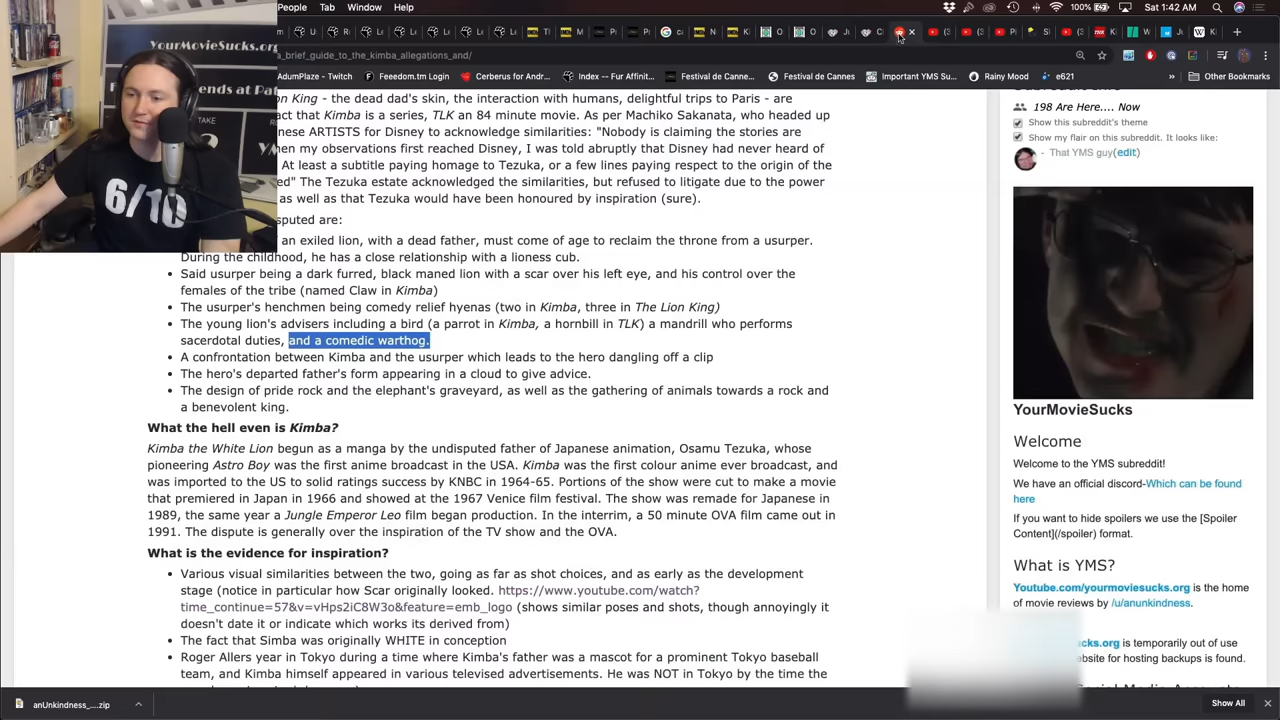 People Tab Window Help
100% Sat 1:42 AM
a_brief_guide_to_the_kimba_allegations_and/
AdumPlaze - Twitch Feeedom.tm Login Cerberus for Andr... Index -- Fur Affinit... Festival de Canne... Festival de Cannes Important YMS Su... Rainy Mood e621 Other Bookmarks
YourMovieSucks.org
6/10
on King - the dead dad's skin, the interaction with humans, delightful trips to Paris - are
act that Kimba is a series, TLK an 84 minute movie. As per Machiko Sakanata, who headed up
nese ARTISTS for Disney to acknowledge similarities: "Nobody is claiming the stories are
en my observations first reached Disney, I was told abruptly that Disney had never heard of
At least a subtitle paying homage to Tezuka, or a few lines paying respect to the origin of the
ed" The Tezuka estate acknowledged the similarities, but refused to litigate due to the power
as well as that Tezuka would have been honoured by inspiration (sure).
sputed are:
an exiled lion, with a dead father, must come of age to reclaim the throne from a usurper.
During the childhood, he has a close relationship with a lioness cub.
• Said usurper being a dark furred, black maned lion with a scar over his left eye, and his control over the
females of the tribe (named Claw in Kimba)
• The usurper's henchmen being comedy relief hyenas (two in Kimba, three in The Lion King)
• The young lion's advisers including a bird (a parrot in Kimba, a hornbill in TLK) a mandrill who performs
sacerdotal duties, and a comedic warthog.
• A confrontation between Kimba and the usurper which leads to the hero dangling off a clip
• The hero's departed father's form appearing in a cloud to give advice.
• The design of pride rock and the elephant's graveyard, as well as the gathering of animals towards a rock and
a benevolent king.
What the hell even is Kimba?
Kimba the White Lion begun as a manga by the undisputed father of Japanese animation, Osamu Tezuka, whose
pioneering Astro Boy was the first anime broadcast in the USA. Kimba was the first colour anime ever broadcast, and
was imported to the US to solid ratings success by KNBC in 1964-65. Portions of the show were cut to make a movie
that premiered in Japan in 1966 and showed at the 1967 Venice film festival. The show was remade for Japanese in
1989, the same year a Jungle Emperor Leo film began production. In the interrim, a 50 minute OVA film came out in
1991. The dispute is generally over the inspiration of the TV show and the OVA.
What is the evidence for inspiration?
• Various visual similarities between the two, going as far as shot choices, and as early as the development
stage (notice in particular how Scar originally looked. https://www.youtube.com/watch?
time_continue=57&v=vHps2iC8W3o&feature=emb_logo (shows similar poses and shots, though annoyingly it
doesn't date it or indicate which works its derived from)
• The fact that Simba was originally WHITE in conception
• Roger Allers year in Tokyo during a time where Kimba's father was a mascot for a prominent Tokyo baseball
team, and Kimba himself appeared in various televised advertisements. He was NOT in Tokyo by the time the
198 Are Here.... Now
Show this subreddit's theme
Show my flair on this subreddit. It looks like:
- That YMS guy(edit)
YourMovieSucks
Welcome
Welcome to the YMS subreddit!
We have an official discord-Which can be found
here
If you want to hide spoilers we use the [Spoiler
Content(/spoiler) format.
What is YMS?
Youtube.com/yourmoviesucks.org is the home
of movie reviews by /u/anunkindness.
ucks.org is temporarily out of use
ebsite for hosting backups is found.
anUnkindness_....zip
Show All